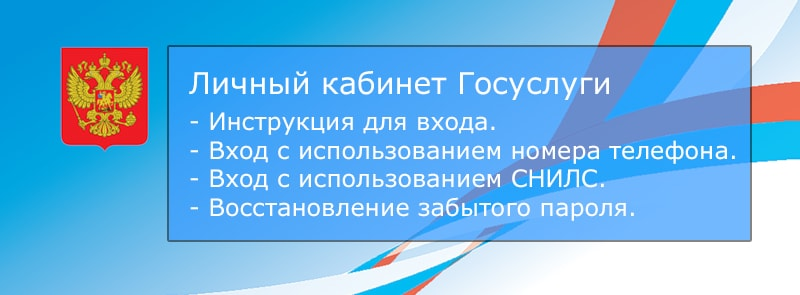 Личный кабинет Госуслуги
- Инструкция для входа.
- Вход с использованием номера телефона.
- Вход с использованием СНИЛС.
- Восстановление забытого пароля.